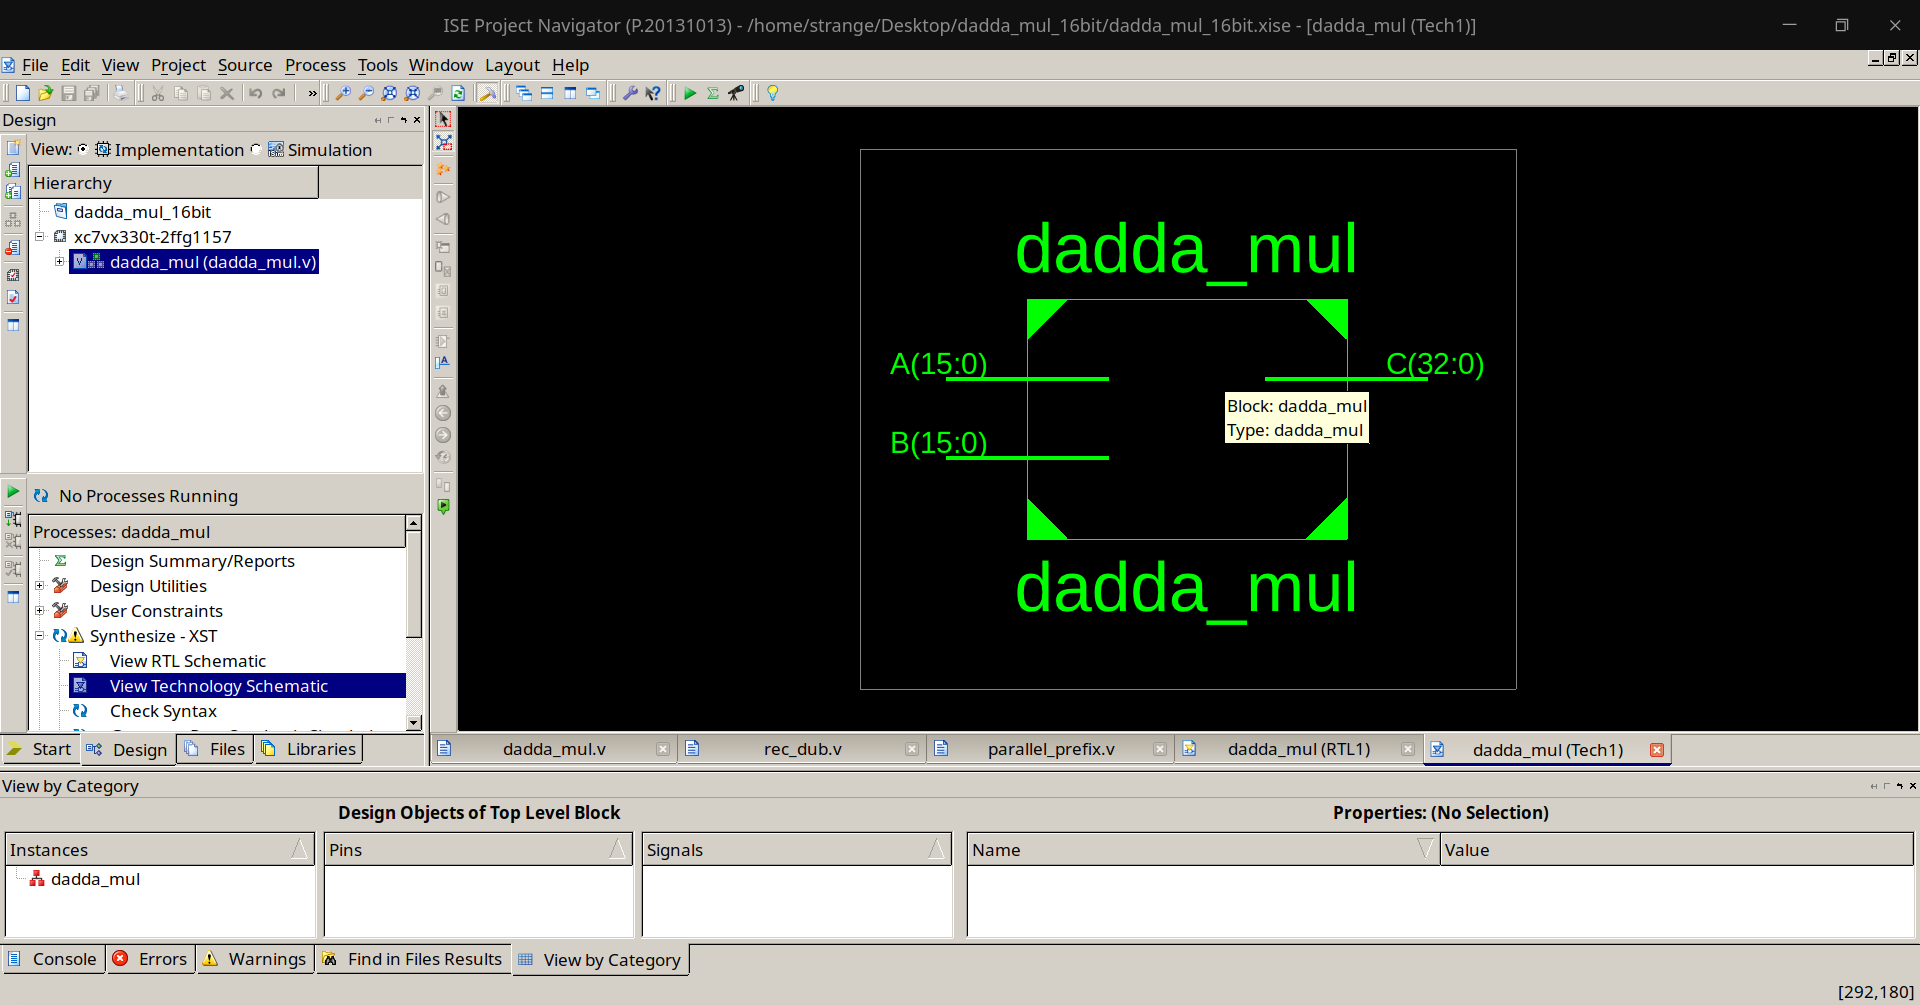 ISE Project Navigator (P.20131013) - /home/strange/Desktop/dadda_mul_16bit/dadda_mul_16bit.xise - [dadda_mul (Tech1)]
File Edit View Project Source Process Tools Window Layout Help
»
Design
View: Implementation Simulation
Hierarchy
dadda_mul_16bit
xc7vx330t-2ffg1157
dadda_mul (dadda_mul.v)
No Processes Running
Processes: dadda_mul
Design Summary/Reports
Design Utilities
User Constraints
Synthesize - XST
View RTL Schematic
View Technology Schematic
Check Syntax
Start Design Files Libraries
dadda_mul
A(15:0) C(32:0)
Block: dadda_mul
Type: dadda_mul
B(15:0)
dadda_mul
dadda_mul.v rec_dub.v parallel_prefix.v dadda_mul (RTL1) dadda_mul (Tech1)
View by Category
Design Objects of Top Level Block Properties: (No Selection)
Instances Pins Signals Name Value
dadda_mul
Console Errors Warnings Find in Files Results View by Category
[292,180]